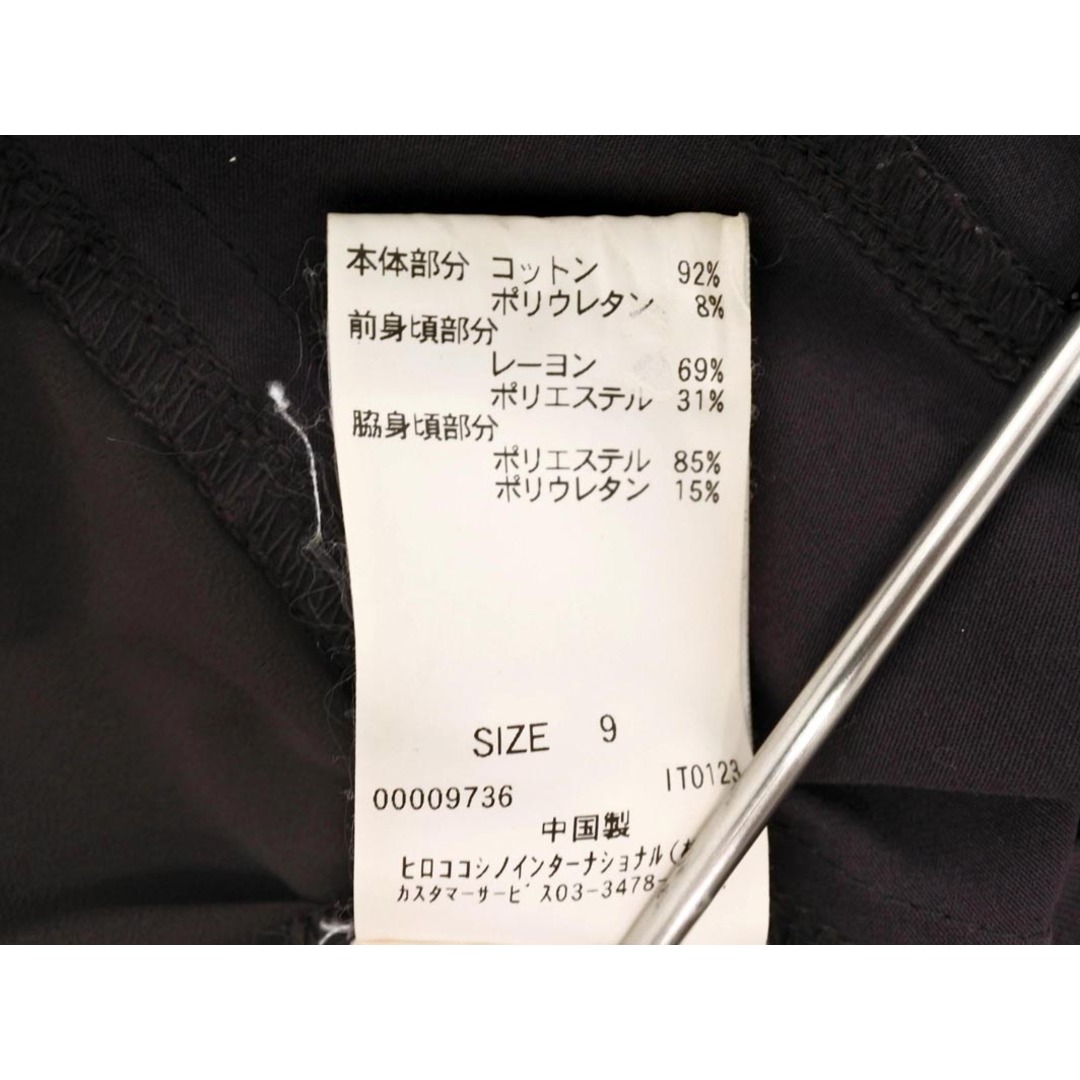 本体部分 コットン 92%
ポリウレタン 8%
前身頃部分
レーヨン 69%
ポリエステル 31%
脇身頃部分
ポリエステル 85%
ポリウレタン 15%
SIZE 9
00009736 IT0123
中国製
ヒロココシノインターナショナル(
カスタマーサービス03-3478-